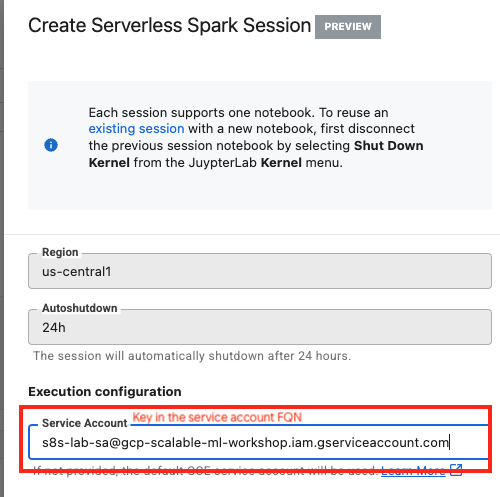 Create Serverless Spark Session PREVIEW
Each session supports one notebook. To reuse an
existing session with a new notebook, first disconnect
the previous session notebook by selecting Shut Down
Kernel from the JuypterLab Kernel menu.
Region
us-central1
Autoshutdown
24h
The session will automatically shutdown after 24 hours.
Execution configuration
Service Account Key in the service account FQN
s8s-lab-sa@gcp-scalable-ml-workshop.iam.gserviceaccount.com
If not provided, the default GCE service account will be used. Learn More